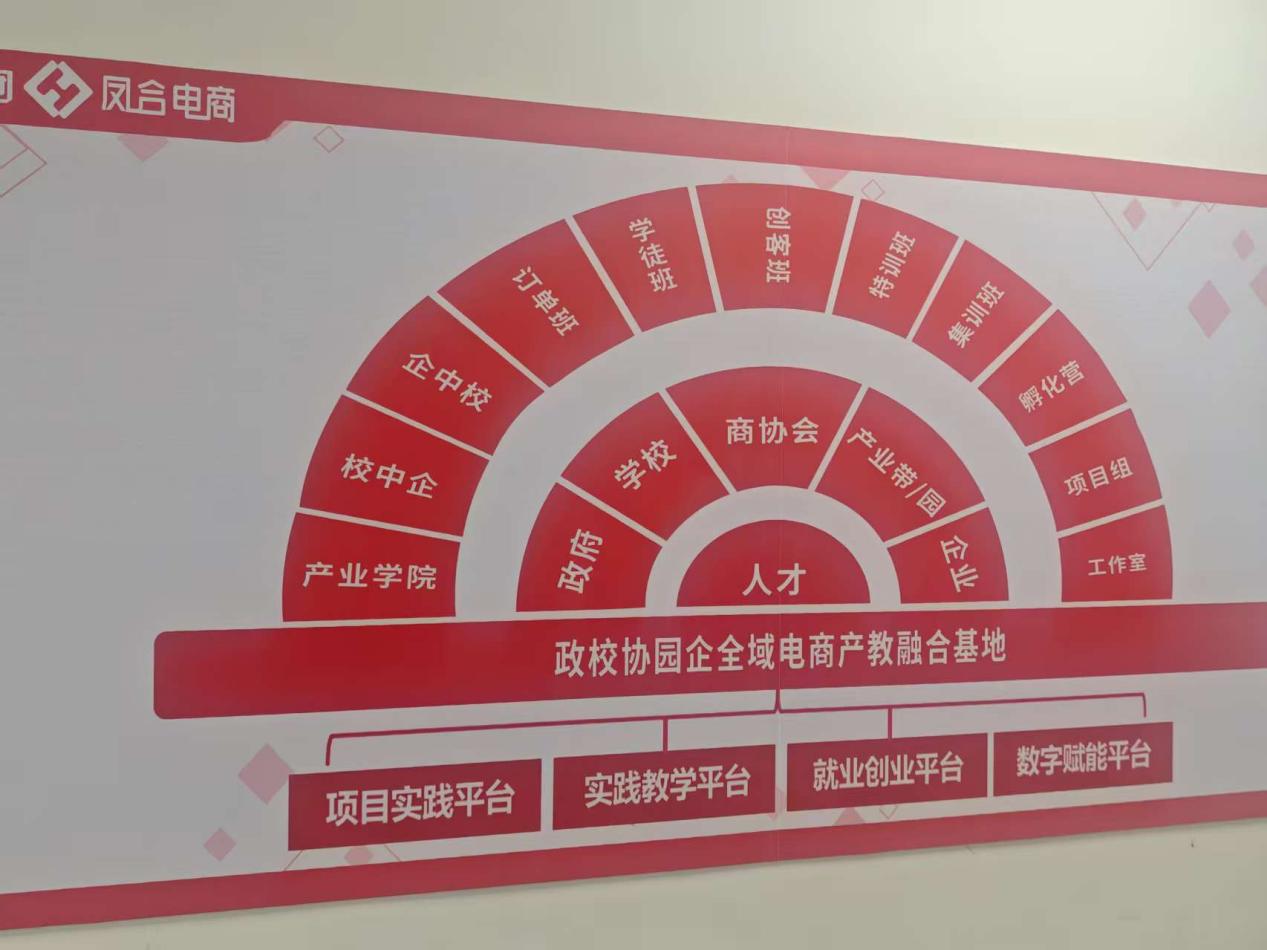 凤合电商
产业学院
校中企
企中校
订单班
学徒班
创客班
特训班
集训班
孵化营
项目组
工作室
政府
学校
商协会
产业带/园
企业
人才
政校协园企全域电商产教融合基地
项目实践平台
实践教学平台
就业创业平台
数字赋能平台